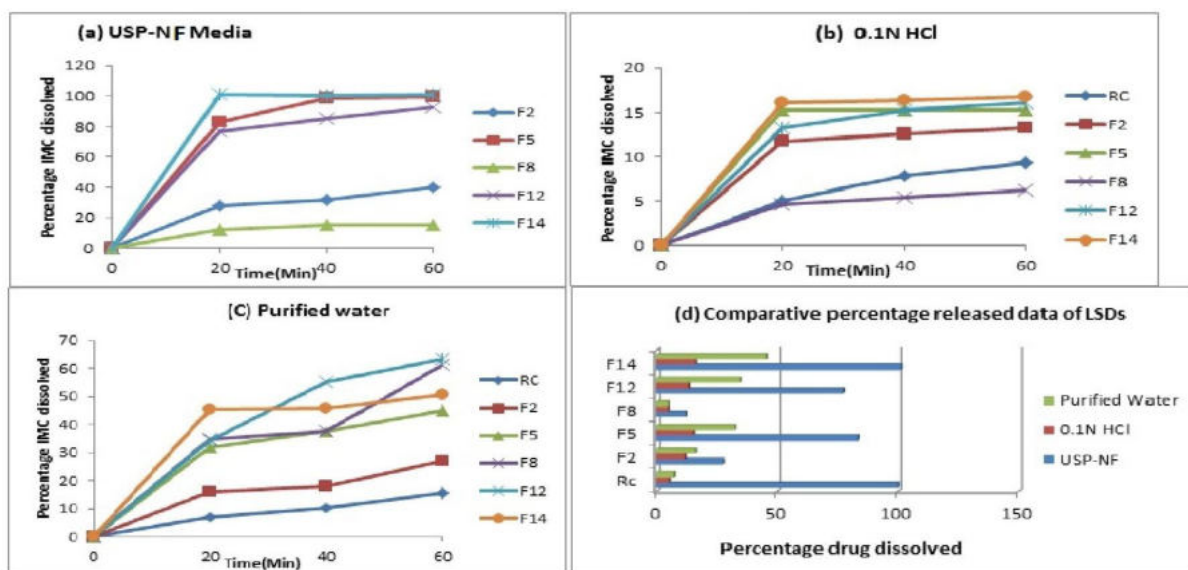 (a) USP-NF Media
Percentage IMC dissolved
120
100
80
60
40
20
0
0 20 40 60
Time(Min)
F2
F5
F8
F12
F14
(b) 0.1N HCl
Percentage IMC dissolved
20
15
10
5
0
0 20 40 60
Time(Min)
RC
F2
F5
F8
F12
F14
(C) Purified water
Percentage IMC dissolved
70
60
50
40
30
20
10
0
0 20 40 60
Time(Min)
RC
F2
F5
F8
F12
F14
(d) Comparative percentage released data of LSDs
F14
F12
F8
F5
F2
Rc
0 50 100 150
Percentage drug dissolved
Purified Water
0.1N HCl
USP-NF